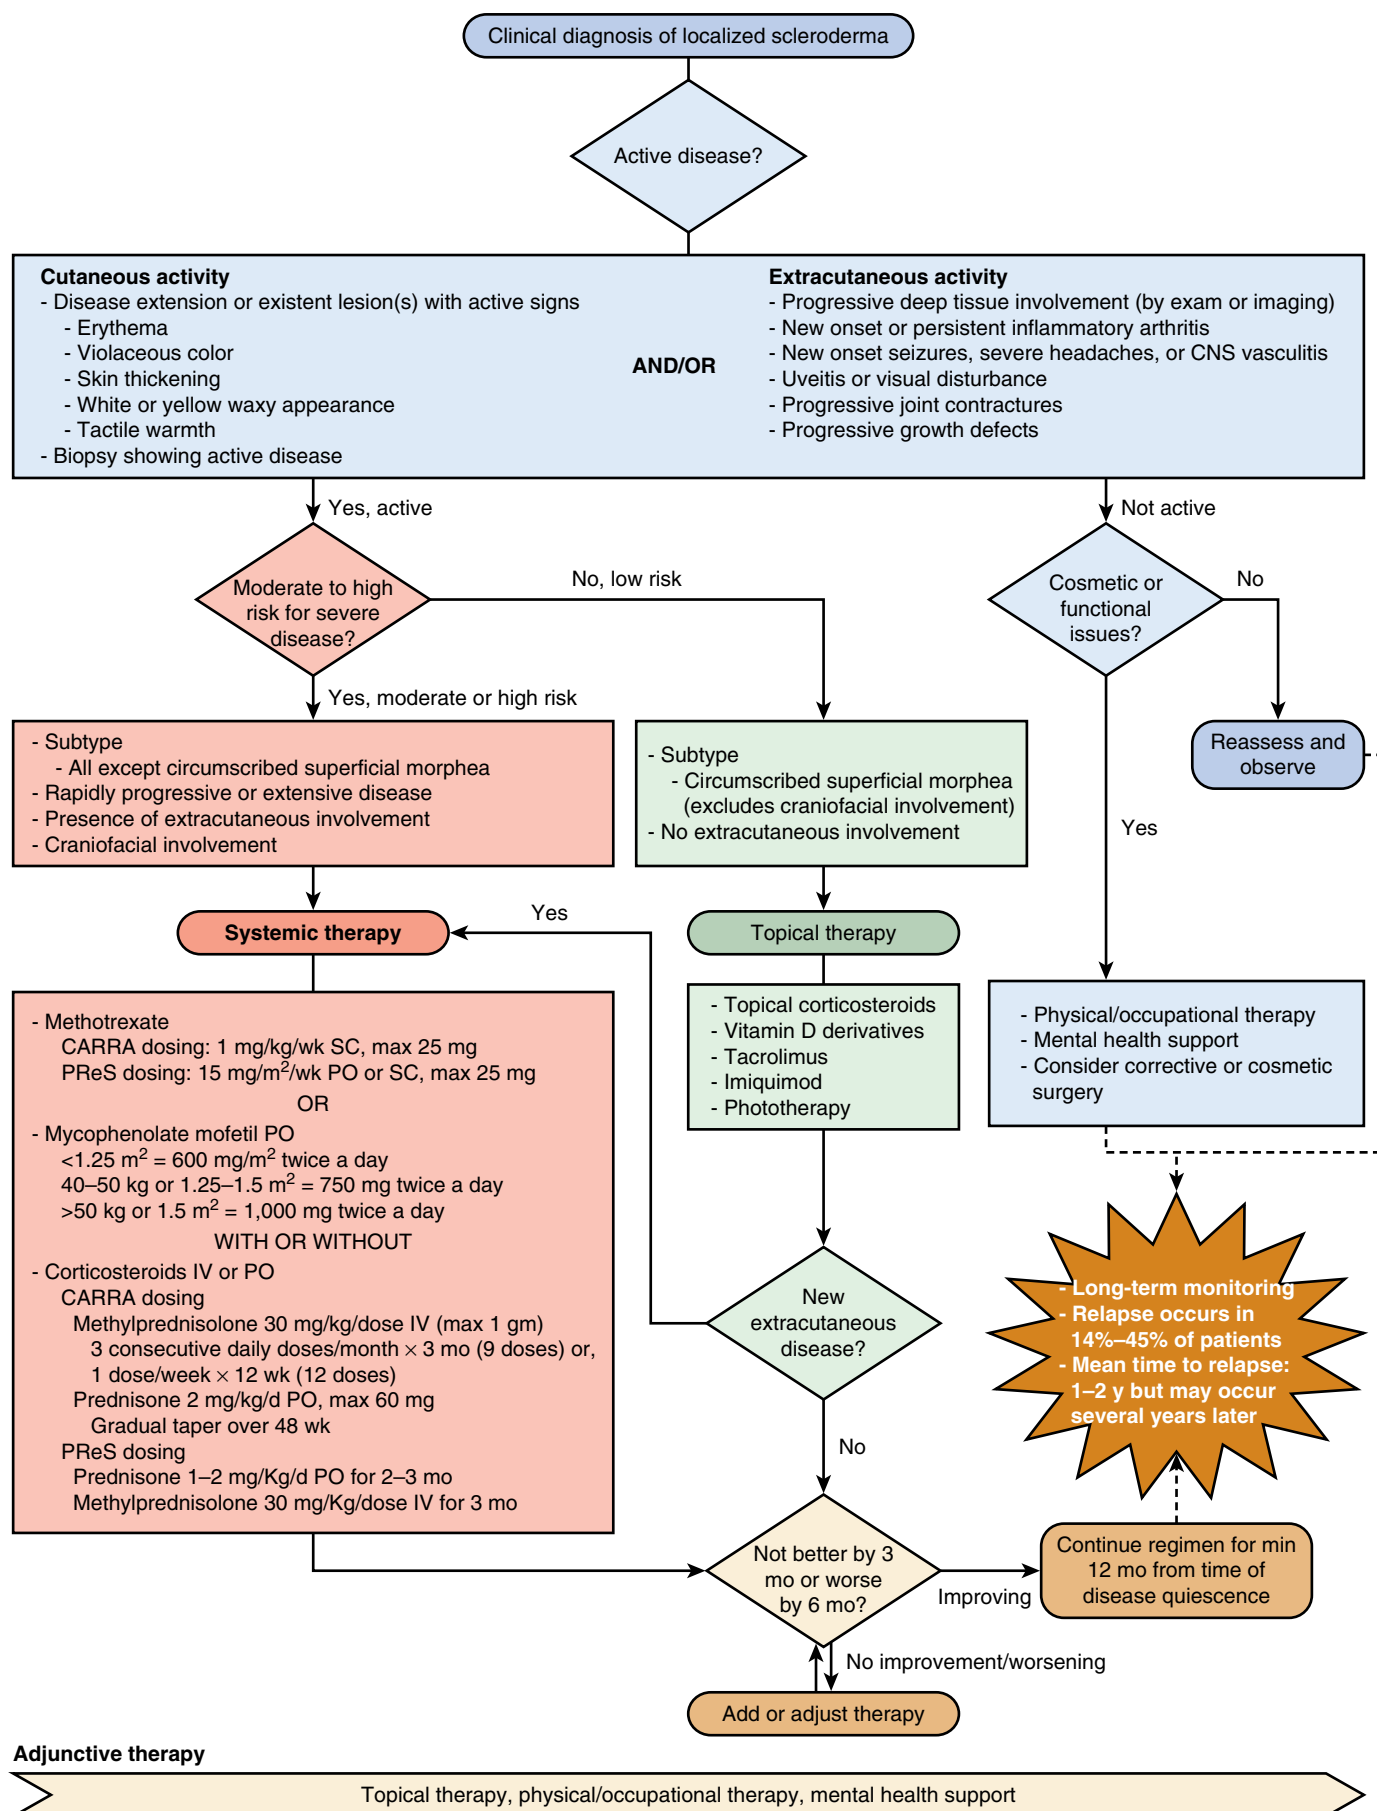 Clinical diagnosis of localized scleroderma
Active disease?
Cutaneous activity
- Disease extension or existent lesion(s) with active signs
- Erythema
- Violaceous color
- Skin thickening
- White or yellow waxy appearance
- Tactile warmth
- Biopsy showing active disease
AND/OR
Extracutaneous activity
- Progressive deep tissue involvement (by exam or imaging)
- New onset or persistent inflammatory arthritis
- New onset seizures, severe headaches, or CNS vasculitis
- Uveitis or visual disturbance
- Progressive joint contractures
- Progressive growth defects
Yes, active
Not active
Moderate to high
risk for severe
disease?
No, low risk
Cosmetic or
functional
issues?
No
Yes, moderate or high risk
- Subtype
- All except circumscribed superficial morphea
- Rapidly progressive or extensive disease
- Presence of extracutaneous involvement
- Craniofacial involvement
- Subtype
- Circumscribed superficial morphea
(excludes craniofacial involvement)
- No extracutaneous involvement
Reassess and
observe
Yes
Systemic therapy
Yes
Topical therapy
- Methotrexate
CARRA dosing: 1 mg/kg/wk SC, max 25 mg
PReS dosing: 15 mg/m²/wk PO or SC, max 25 mg
OR
- Mycophenolate mofetil PO
<1.25 m² = 600 mg/m² twice a day
40–50 kg or 1.25–1.5 m² = 750 mg twice a day
>50 kg or 1.5 m² = 1,000 mg twice a day
WITH OR WITHOUT
- Corticosteroids IV or PO
CARRA dosing
Methylprednisolone 30 mg/kg/dose IV (max 1 gm)
3 consecutive daily doses/month × 3 mo (9 doses) or,
1 dose/week × 12 wk (12 doses)
Prednisone 2 mg/kg/d PO, max 60 mg
Gradual taper over 48 wk
PReS dosing
Prednisone 1–2 mg/Kg/d PO for 2–3 mo
Methylprednisolone 30 mg/Kg/dose IV for 3 mo
- Topical corticosteroids
- Vitamin D derivatives
- Tacrolimus
- Imiquimod
- Phototherapy
- Physical/occupational therapy
- Mental health support
- Consider corrective or cosmetic
surgery
New
extracutaneous
disease?
- Long-term monitoring
- Relapse occurs in
14%–45% of patients
- Mean time to relapse:
1–2 y but may occur
several years later
No
Not better by 3
mo or worse
by 6 mo?
Improving
Continue regimen for min
12 mo from time of
disease quiescence
No improvement/worsening
Add or adjust therapy
Adjunctive therapy
Topical therapy, physical/occupational therapy, mental health support